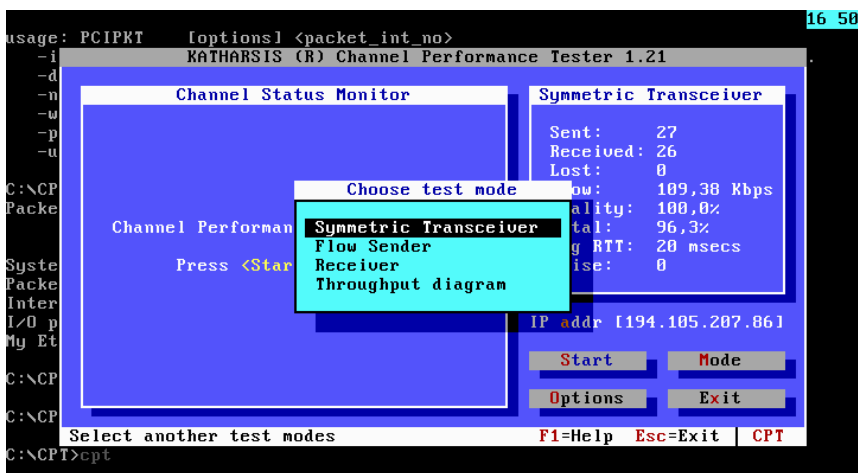 16 50
usage: PCIPKT [options] <packet_int_no>
-i KATHARSIS (R) Channel Performance Tester 1.21 .
-d
-n Channel Status Monitor Symmetric Transceiver
-w
-p Sent: 27
-u Received: 26
Lost: 0
C:\CP Choose test mode ow: 109,38 Kbps
Packe ality: 100,0%
Channel Performan Symmetric Transceiver tal: 96,3%
Flow Sender g RTT: 20 msecs
Syste Press <Star Receiver ise: 0
Packe Throughput diagram
Inter
I/O p IP addr [194.105.207.86]
My Et
Start Mode
C:\CP
Options Exit
C:\CP
Select another test modes F1=Help Esc=Exit CPT
C:\CPT>cpt